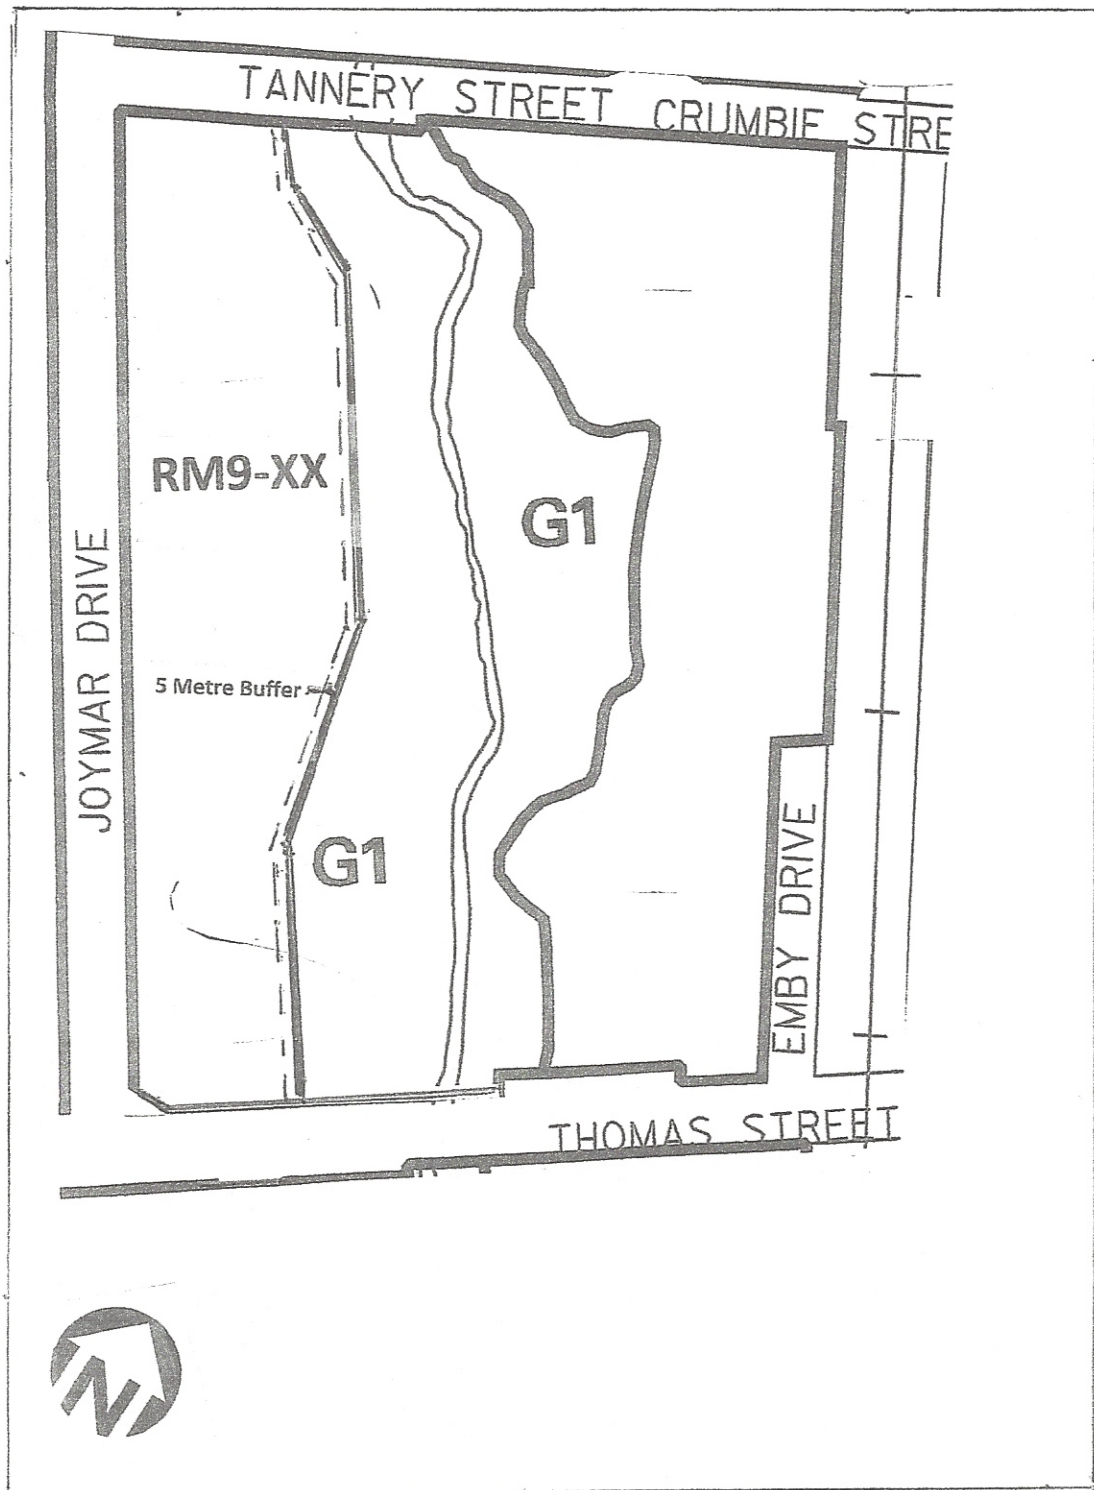 TANNERY STREET CRUMBIE STRE
RM9-XX
G1
JOYMAR DRIVE
5 Metre Buffer
G1
EMBY DRIVE
THOMAS STREET
N